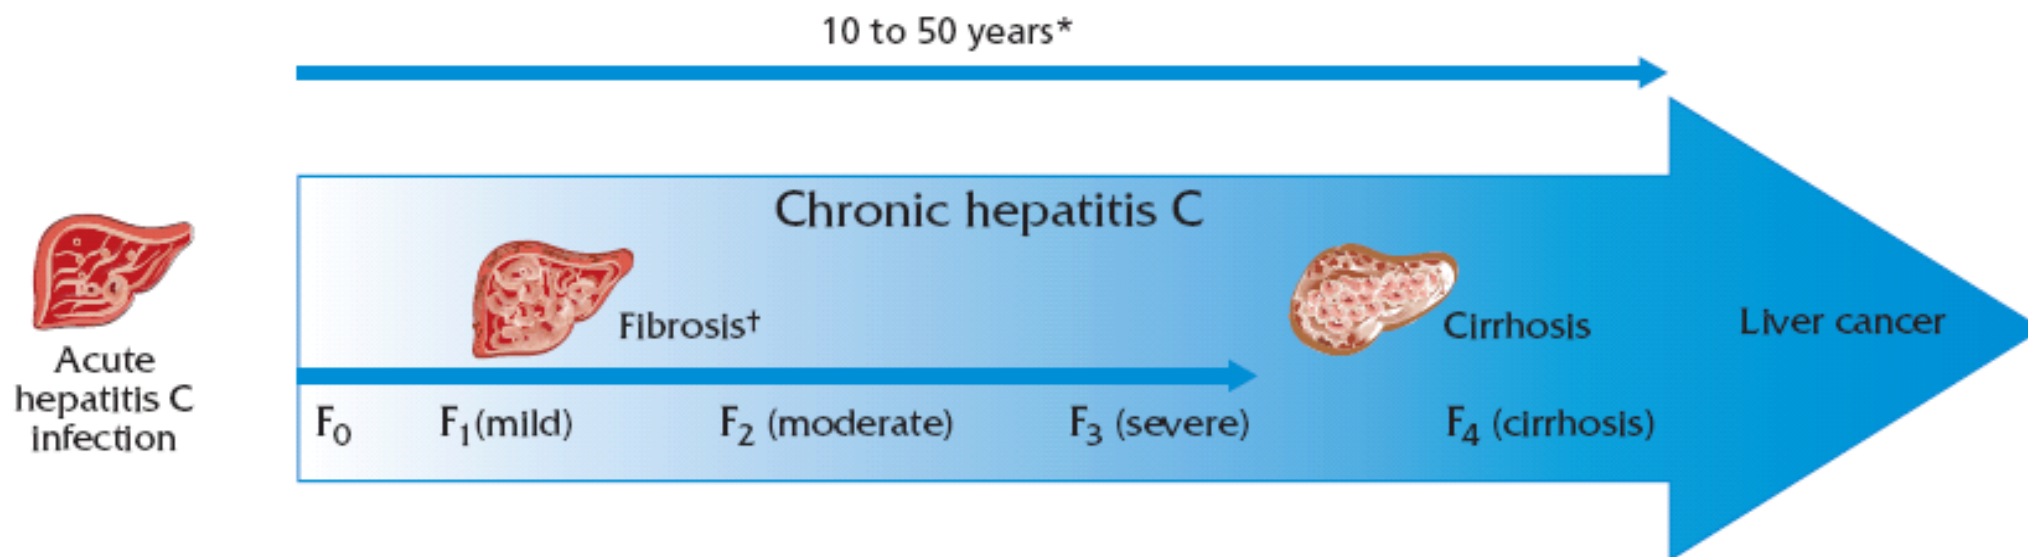 10 to 50 years*
Chronic hepatitis C
Fibrosis†
Cirrhosis
Liver cancer
Acute
hepatitis C
infection
F₀ F₁(mild) F₂ (moderate) F₃ (severe) F₄ (cirrhosis)